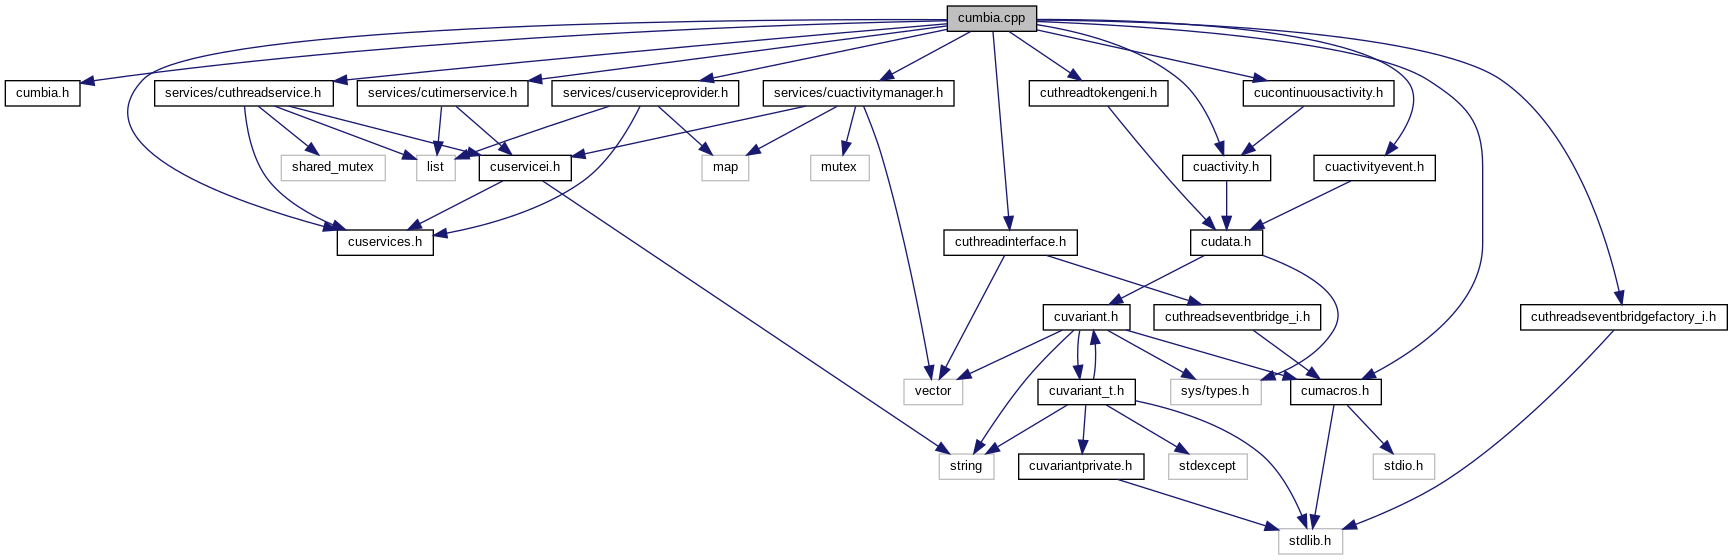 cumbia.cpp
cumbia.h
services/cuthreadservice.h
services/cutimerservice.h
services/cuserviceprovider.h
services/cuactivitymanager.h
cuthreadtokengeni.h
cucontinuousactivity.h
shared_mutex
list
cuservicei.h
map
mutex
cuactivity.h
cuactivityevent.h
cuservices.h
cuthreadinterface.h
cudata.h
cuvariant.h
cuthreadseventbridge_i.h
cuthreadseventbridgefactory_i.h
vector
cuvariant_t.h
sys/types.h
cumacros.h
string
cuvariantprivate.h
stdexcept
stdio.h
stdlib.h